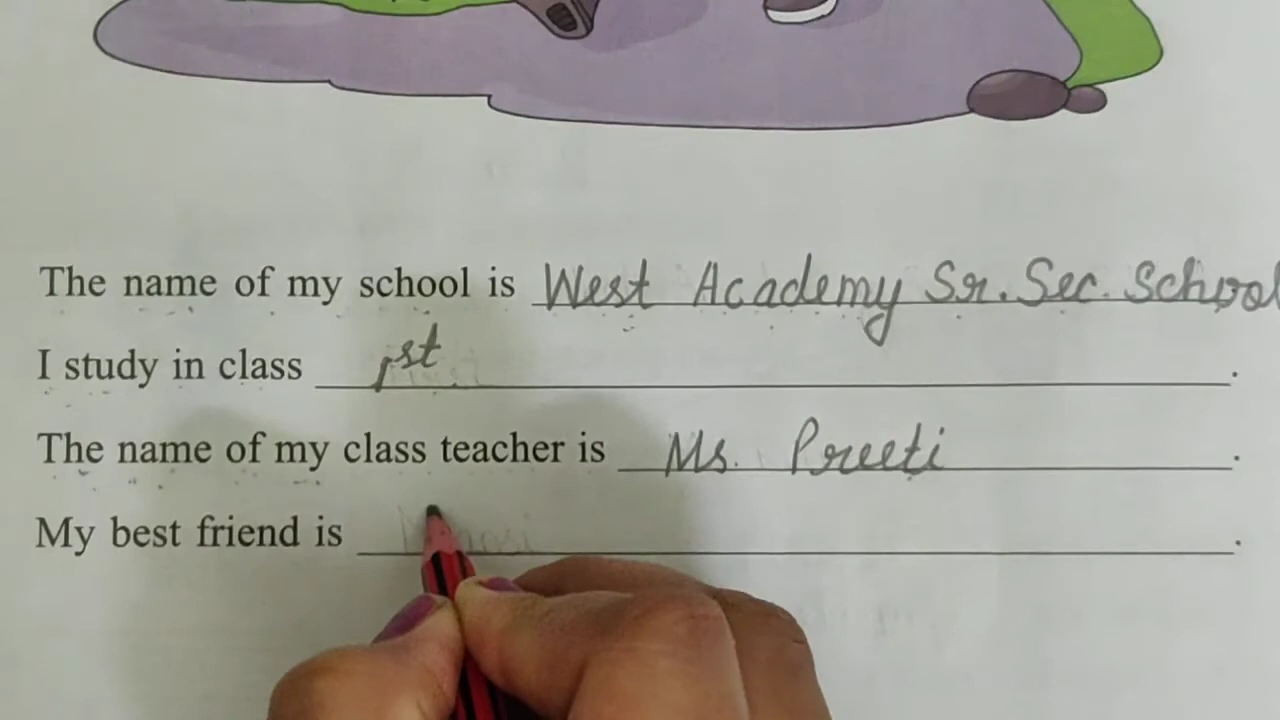 The name of my school is West Academy Sr. Sec. School
I study in class 1st.
The name of my class teacher is Ms. Preeti.
My best friend is .